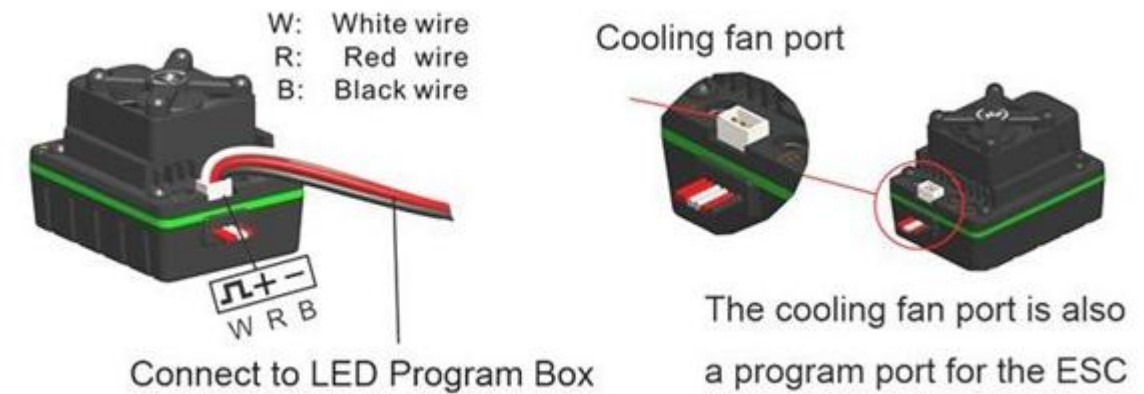 W: White wire
R: Red wire
B: Black wire
W R B
Connect to LED Program Box
Cooling fan port
The cooling fan port is also
a program port for the ESC